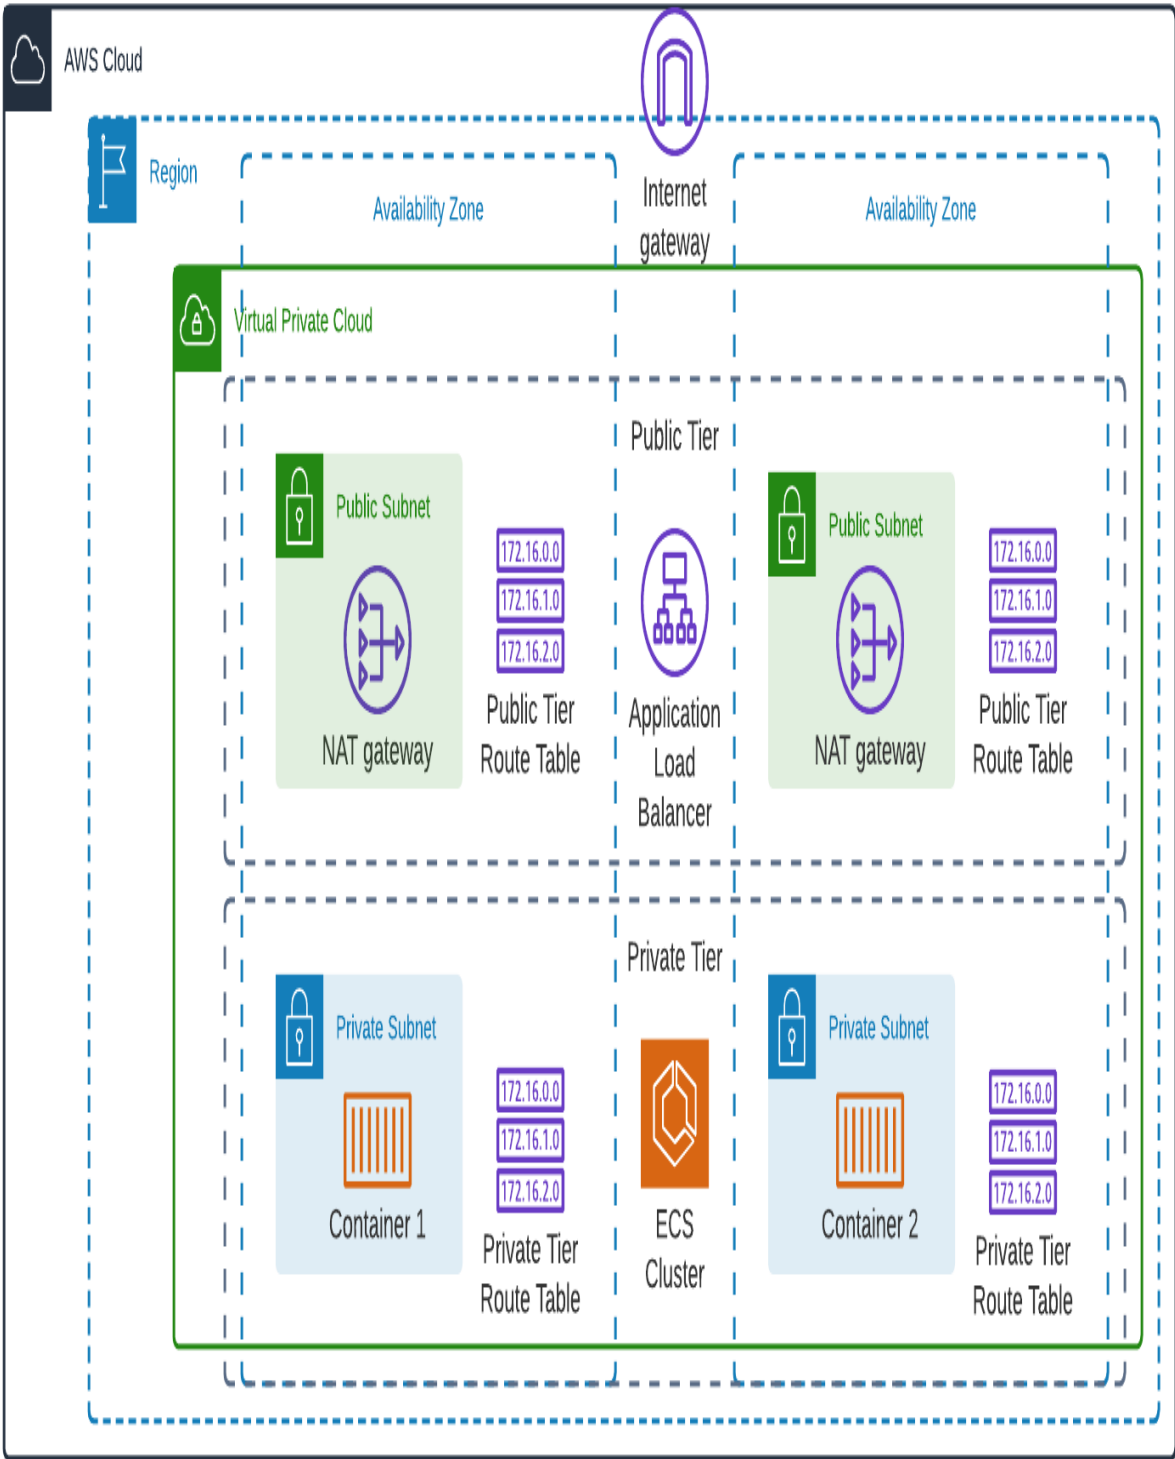 AWS Cloud
Region
Availability Zone
Internet
gateway
Availability Zone
Virtual Private Cloud
Public Tier
Public Subnet
NAT gateway
172.16.0.0
172.16.1.0
172.16.2.0
Public Tier
Route Table
Application
Load
Balancer
Public Subnet
NAT gateway
172.16.0.0
172.16.1.0
172.16.2.0
Public Tier
Route Table
Private Tier
Private Subnet
Container 1
172.16.0.0
172.16.1.0
172.16.2.0
Private Tier
Route Table
ECS
Cluster
Private Subnet
Container 2
172.16.0.0
172.16.1.0
172.16.2.0
Private Tier
Route Table